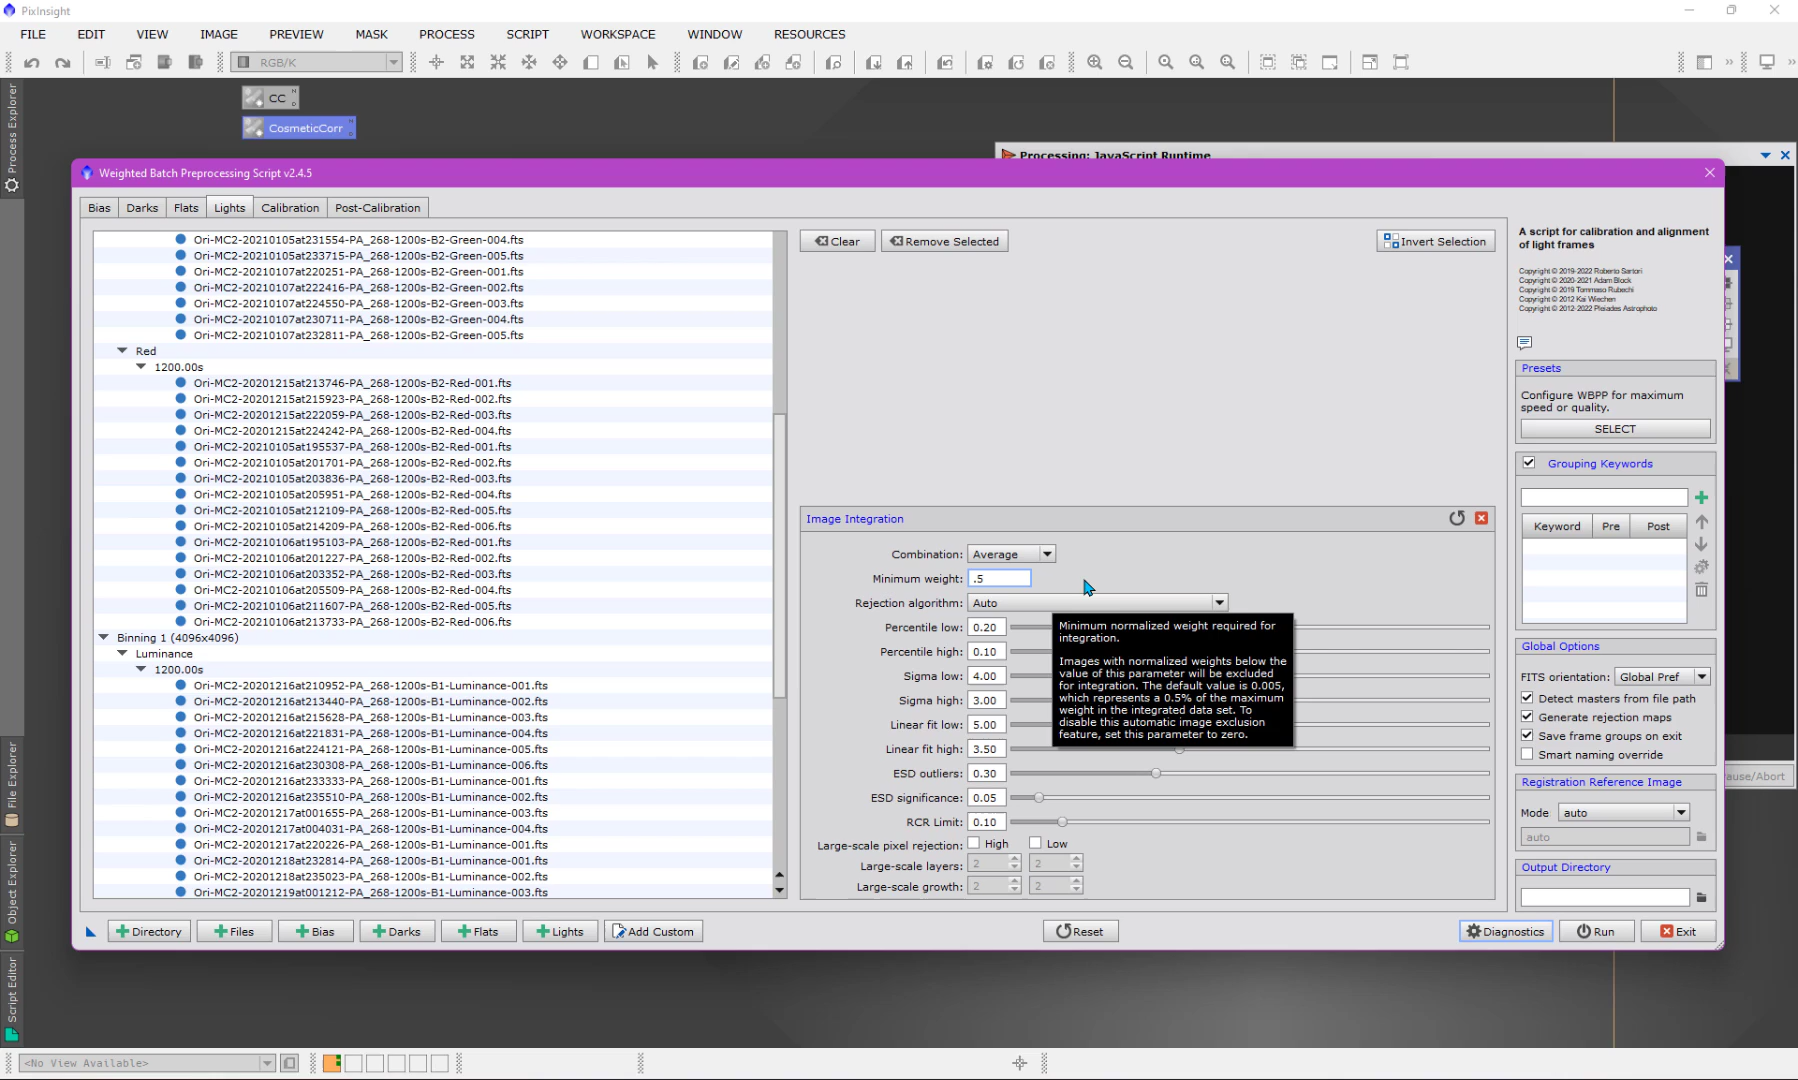 PixInsight
FILE EDIT VIEW IMAGE PREVIEW MASK PROCESS SCRIPT WORKSPACE WINDOW RESOURCES
RGB/K
Process Explorer
File Explorer
Object Explorer
Script Editor
CC
CosmeticCorr
Processing: JavaScript Runtime
Weighted Batch Preprocessing Script v2.4.5
Bias Darks Flats Lights Calibration Post-Calibration
Ori-MC2-20210105at231554-PA_268-1200s-B2-Green-004.fts
Ori-MC2-20210105at233715-PA_268-1200s-B2-Green-005.fts
Ori-MC2-20210107at220251-PA_268-1200s-B2-Green-001.fts
Ori-MC2-20210107at222416-PA_268-1200s-B2-Green-002.fts
Ori-MC2-20210107at224550-PA_268-1200s-B2-Green-003.fts
Ori-MC2-20210107at230711-PA_268-1200s-B2-Green-004.fts
Ori-MC2-20210107at232811-PA_268-1200s-B2-Green-005.fts
Red
1200.00s
Ori-MC2-20201215at213746-PA_268-1200s-B2-Red-001.fts
Ori-MC2-20201215at215923-PA_268-1200s-B2-Red-002.fts
Ori-MC2-20201215at222059-PA_268-1200s-B2-Red-003.fts
Ori-MC2-20201215at224242-PA_268-1200s-B2-Red-004.fts
Ori-MC2-20210105at195537-PA_268-1200s-B2-Red-001.fts
Ori-MC2-20210105at201701-PA_268-1200s-B2-Red-002.fts
Ori-MC2-20210105at203836-PA_268-1200s-B2-Red-003.fts
Ori-MC2-20210105at205951-PA_268-1200s-B2-Red-004.fts
Ori-MC2-20210105at212109-PA_268-1200s-B2-Red-005.fts
Ori-MC2-20210105at214209-PA_268-1200s-B2-Red-006.fts
Ori-MC2-20210106at195103-PA_268-1200s-B2-Red-001.fts
Ori-MC2-20210106at201227-PA_268-1200s-B2-Red-002.fts
Ori-MC2-20210106at203352-PA_268-1200s-B2-Red-003.fts
Ori-MC2-20210106at205509-PA_268-1200s-B2-Red-004.fts
Ori-MC2-20210106at211607-PA_268-1200s-B2-Red-005.fts
Ori-MC2-20210106at213733-PA_268-1200s-B2-Red-006.fts
Binning 1 (4096x4096)
Luminance
1200.00s
Ori-MC2-20201216at210952-PA_268-1200s-B1-Luminance-001.fts
Ori-MC2-20201216at213440-PA_268-1200s-B1-Luminance-002.fts
Ori-MC2-20201216at215628-PA_268-1200s-B1-Luminance-003.fts
Ori-MC2-20201216at221831-PA_268-1200s-B1-Luminance-004.fts
Ori-MC2-20201216at224121-PA_268-1200s-B1-Luminance-005.fts
Ori-MC2-20201216at230308-PA_268-1200s-B1-Luminance-006.fts
Ori-MC2-20201216at233333-PA_268-1200s-B1-Luminance-001.fts
Ori-MC2-20201216at235510-PA_268-1200s-B1-Luminance-002.fts
Ori-MC2-20201217at001655-PA_268-1200s-B1-Luminance-003.fts
Ori-MC2-20201217at004031-PA_268-1200s-B1-Luminance-004.fts
Ori-MC2-20201217at220226-PA_268-1200s-B1-Luminance-001.fts
Ori-MC2-20201218at232814-PA_268-1200s-B1-Luminance-001.fts
Ori-MC2-20201218at235023-PA_268-1200s-B1-Luminance-002.fts
Ori-MC2-20201219at001212-PA_268-1200s-B1-Luminance-003.fts
Clear Remove Selected Invert Selection
Image Integration
Combination: Average
Minimum weight: .5
Rejection algorithm: Auto
Percentile low: 0.20
Percentile high: 0.10
Sigma low: 4.00
Sigma high: 3.00
Linear fit low: 5.00
Linear fit high: 3.50
ESD outliers: 0.30
ESD significance: 0.05
RCR Limit: 0.10
Large-scale pixel rejection: High Low
Large-scale layers: 2 2
Large-scale growth: 2 2
Minimum normalized weight required for
integration.
Images with normalized weights below the
value of this parameter will be excluded
for integration. The default value is 0.005,
which represents a 0.5% of the maximum
weight in the integrated data set. To
disable this automatic image exclusion
feature, set this parameter to zero.
A script for calibration and alignment
of light frames
Copyright © 2019-2022 Roberto Sartori
Copyright © 2020-2021 Adam Block
Copyright © 2019 Tommaso Rubechi
Copyright © 2012 Kai Wiechen
Copyright © 2012-2022 Pleiades Astrophoto
Presets
Configure WBPP for maximum
speed or quality.
SELECT
Grouping Keywords
Keyword Pre Post
Global Options
FITS orientation: Global Pref
Detect masters from file path
Generate rejection maps
Save frame groups on exit
Smart naming override
Registration Reference Image
Mode: auto
auto
Output Directory
ause/Abort
Directory Files Bias Darks Flats Lights Add Custom Reset Diagnostics Run Exit
<No View Available>